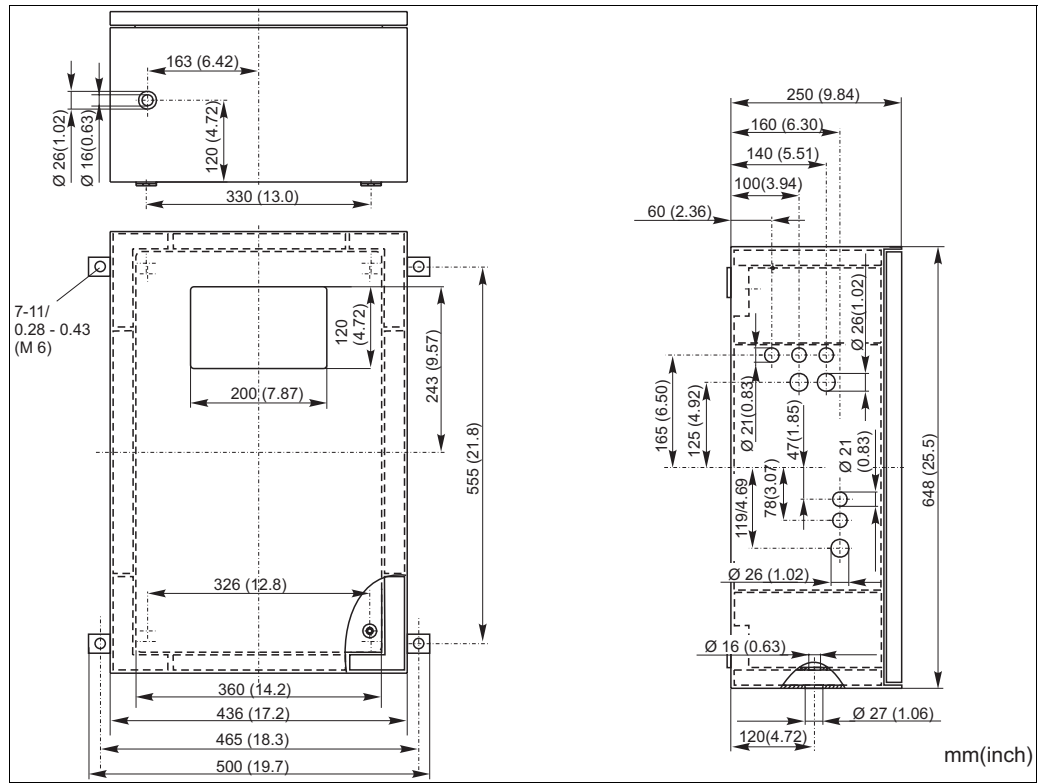 163 (6.42)
Ø 26(1.02)
Ø 16(0.63)
120 (4.72)
330 (13.0)
7-11/
0.28 - 0.43
(M 6)
120
(4.72)
200 (7.87)
243 (9.57)
555 (21.8)
326 (12.8)
360 (14.2)
436 (17.2)
465 (18.3)
500 (19.7)
250 (9.84)
160 (6.30)
140 (5.51)
100(3.94)
60 (2.36)
Ø 26(1.02)
165 (6.50)
125 (4.92)
Ø 21(0.83)
47(1.85)
Ø 21
(0.83)
119/4.69
78(3.07)
648 (25.5)
Ø 26 (1.02)
Ø 16 (0.63)
Ø 27 (1.06)
120(4.72)
mm(inch)